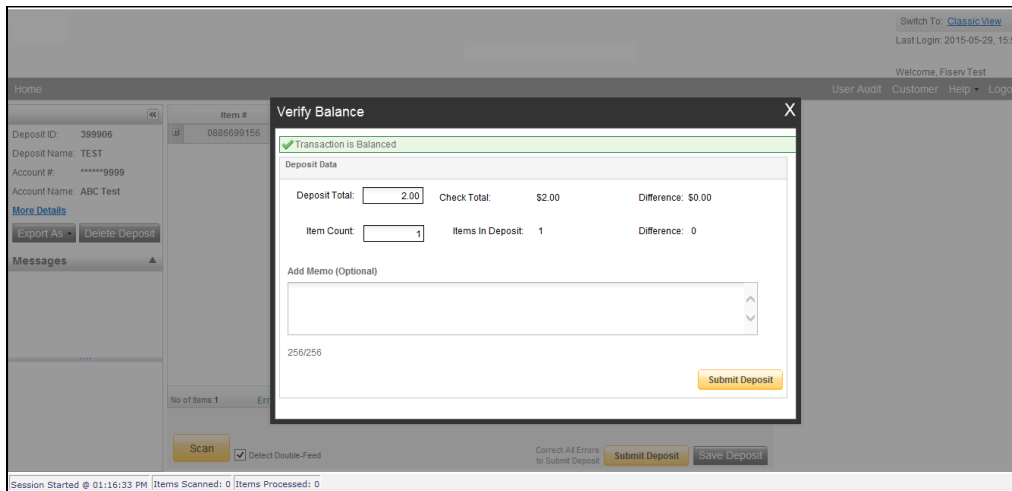 Switch To: Classic View
Last Login: 2015-05-29, 15:
Welcome, Fiserv Test
Home User Audit Customer Help Logo
Item #
Deposit ID: 399906 0886699156
Deposit Name: TEST
Account #: ******9999
Account Name: ABC Test
More Details
Export As Delete Deposit
Messages
Verify Balance X
Transaction is Balanced
Deposit Data
Deposit Total: 2.00 Check Total: $2.00 Difference: $0.00
Item Count: 1 Items In Deposit: 1 Difference: 0
Add Memo (Optional)
256/256
Submit Deposit
No of Items:1 Err
Scan Detect Double-Feed Correct All Errors
to Submit Deposit Submit Deposit Save Deposit
Session Started @ 01:16:33 PM Items Scanned: 0 Items Processed: 0